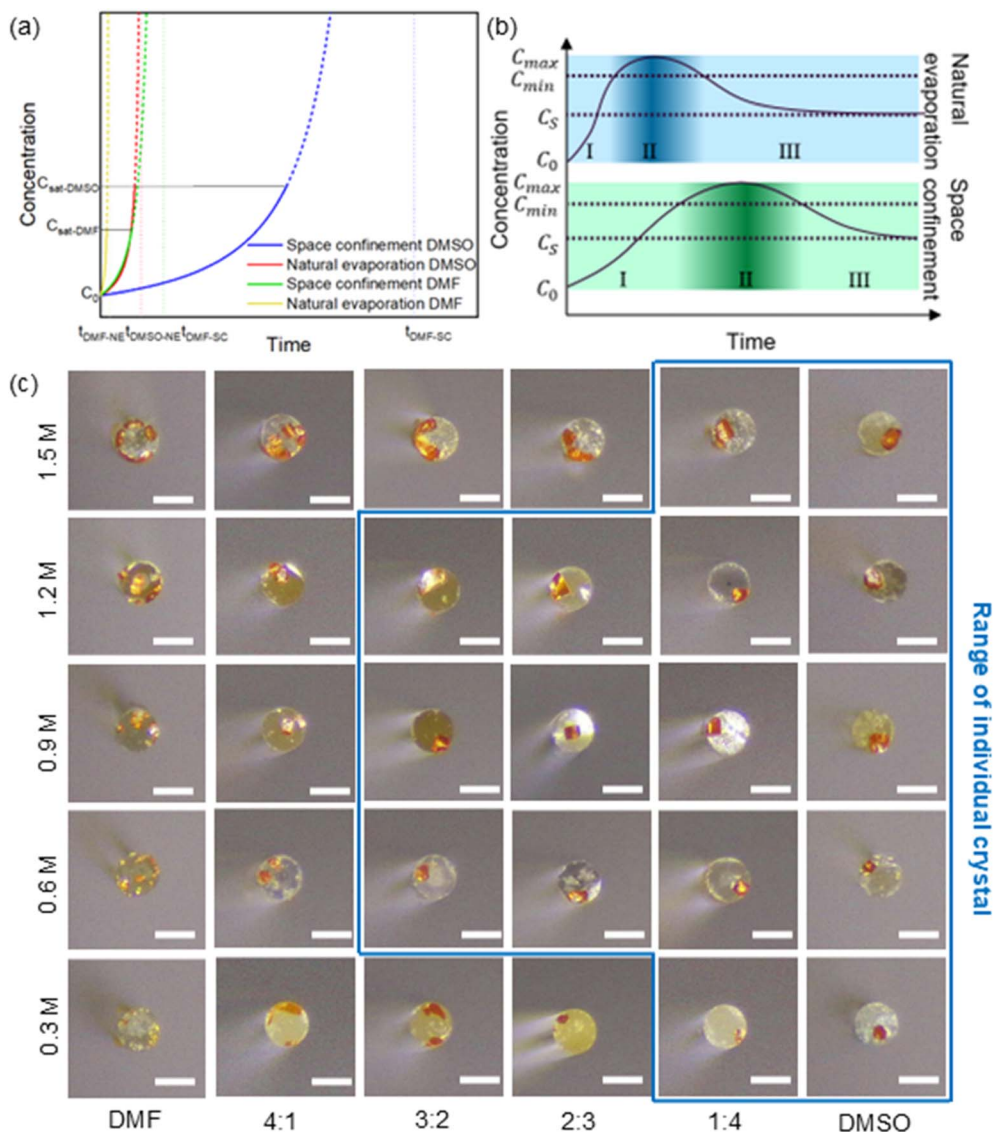 (a)
Concentration
C_sat-DMSO
C_sat-DMF
C_0
Space confinement DMSO
Natural evaporation DMSO
Space confinement DMF
Natural evaporation DMF
t_DMF-NE t_DMSO-NE t_DMF-SC t_DMF-SC
Time
(b)
Concentration
C_max
C_min
C_S
C_0
I II III
Natural
evaporation
C_max
C_min
C_S
C_0
I II III
Space
confinement
Time
(c)
1.5 M
1.2 M
0.9 M
0.6 M
0.3 M
DMF 4:1 3:2 2:3 1:4 DMSO
Range of individual crystal